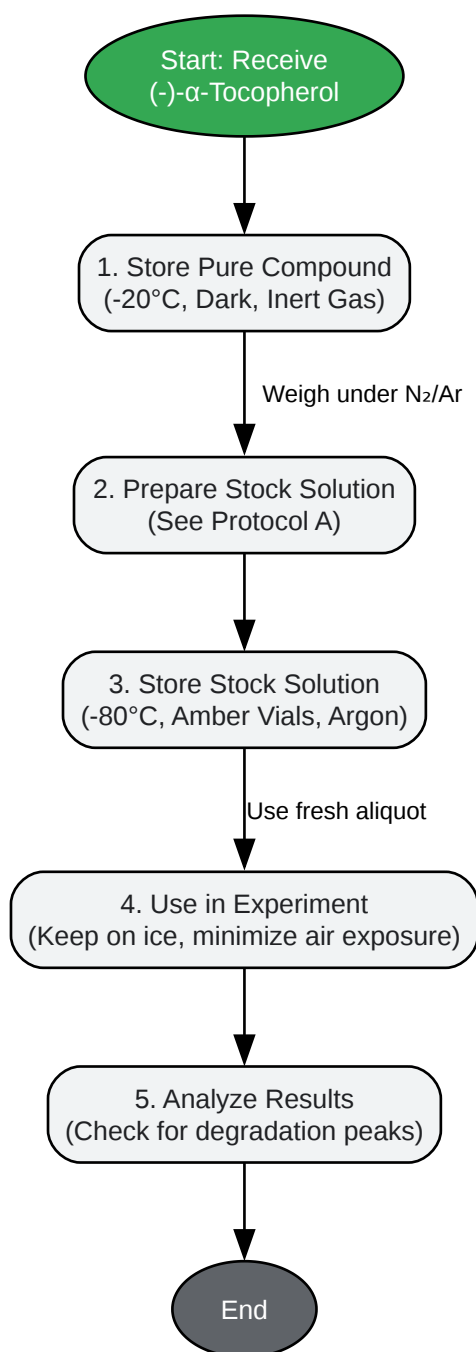 Start: Receive
(-)-α-Tocopherol
1. Store Pure Compound
(-20°C, Dark, Inert Gas)
Weigh under N₂/Ar
2. Prepare Stock Solution
(See Protocol A)
3. Store Stock Solution
(-80°C, Amber Vials, Argon)
Use fresh aliquot
4. Use in Experiment
(Keep on ice, minimize air exposure)
5. Analyze Results
(Check for degradation peaks)
End